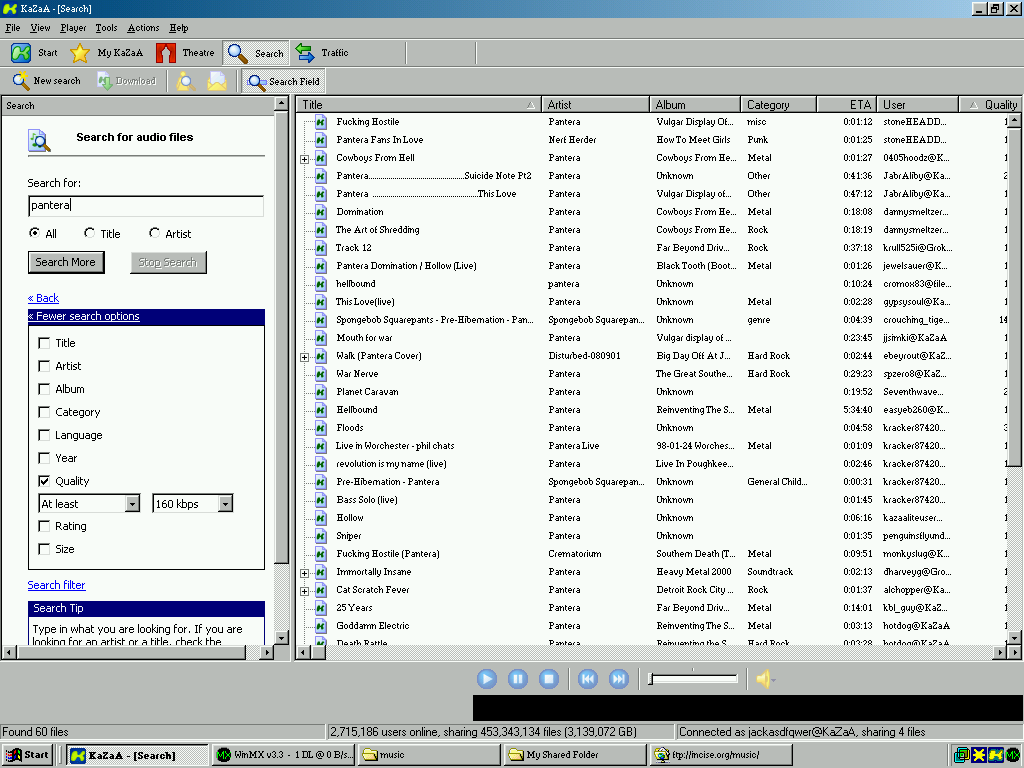 KaZaA - [Search]
File View Player Tools Actions Help
Start My KaZaA Theatre Search Traffic
New search Download Search Field
Search
Search for audio files
Search for:
pantera
All Title Artist
Search More Stop Search
« Back
« Fewer search options
Title
Artist
Album
Category
Language
Year
Quality
At least 160 kbps
Rating
Size
Search filter
Search Tip
Type in what you are looking for. If you are
looking for an artist or a title, check the
Title Artist Album Category ETA User Quality
Fucking Hostile Pantera Vulgar Display Of... misc 0:01:12 stoneHEADD... 1
Pantera Fans In Love Nerf Herder How To Meet Girls Punk 0:01:25 stoneHEADD... 1
Cowboys From Hell Pantera Cowboys From He... Metal 0:01:27 0405hoodz@K... 1
Pantera.......................................Suicide Note Pt2 Pantera Unknown Other 0:41:36 JabrAliby@Ka... 2
Pantera ...........................................This Love Pantera Vulgar Display of... Other 0:47:12 JabrAliby@Ka... 1
Domination Pantera Cowboys From He... Metal 0:18:08 dannysmeltzer... 1
The Art of Shredding Pantera Cowboys From He... Rock 0:18:19 dannysmeltzer... 1
Track 12 Pantera Far Beyond Driv... Rock 0:37:18 krull525i@Grok... 1
Pantera Domination / Hollow (Live) Pantera Black Tooth (Boot... Metal 0:01:26 jewelsauer@K... 1
hellbound pantera Unknown 0:10:24 cromox83@file... 1
This Love(live) Pantera Unknown Metal 0:02:28 gypsysoul@Ka... 1
Spongebob Squarepants - Pre-Hibernation - Pan... Spongebob Squarepan... Unknown genre 0:04:39 crouching_tige... 14
Mouth for war Pantera Vulgar display of ... 0:23:45 jjsimki@KaZaA 1
Walk (Pantera Cover) Disturbed-080901 Big Day Off At J... Hard Rock 0:02:44 ebeyrout@KaZ... 1
War Nerve Pantera The Great Southe... Hard Rock 0:29:23 spzero8@KaZ... 1
Planet Caravan Pantera Unknown 0:19:52 Seventhwave... 2
Hellbound Pantera Reinventing The S... Metal 5:34:40 easyeb260@K... 1
Floods Pantera Unknown 0:04:58 kracker87420... 3
Live in Worchester - phil chats Pantera Live 98-01-24 Worches... Metal 0:01:09 kracker87420... 1
revolution is my name (live) Pantera Live In Poughkee... 0:02:46 kracker87420... 1
Pre-Hibernation - Pantera Spongebob Squarepan... Unknown General Child... 0:00:31 kracker87420... 1
Bass Solo (live) Pantera Unknown 0:01:45 kracker87420... 1
Hollow Pantera Unknown 0:06:16 kazaaliteuser... 1
Sniper Pantera Unknown 0:01:35 penguinsflyund... 1
Fucking Hostile (Pantera) Crematorium Southern Death (T... Metal 0:09:51 monkyslug@K... 1
Immortally Insane Pantera Heavy Metal 2000 Soundtrack 0:02:13 dharveyg@Gro... 1
Cat Scratch Fever Pantera Detroit Rock City ... Rock 0:01:37 alchopper@Ka... 1
25 Years Pantera Far Beyond Driv... Metal 0:14:01 kbl_guy@KaZ... 1
Goddamn Electric Pantera Reinventing The S... Metal 0:03:13 hotdog@KaZaA 1
Death Rattle Pantera Reinventing the S... Hard Rock 0:03:28 hotdog@KaZaA 1
Found 60 files 2,715,186 users online, sharing 453,343,134 files (3,139,072 GB) Connected as jackasdfqwer@KaZaA, sharing 4 files
Start KaZaA - [Search] WinMX v3.3 - 1 DL @ 0 B/s... music My Shared Folder ftp://mcise.org/music/